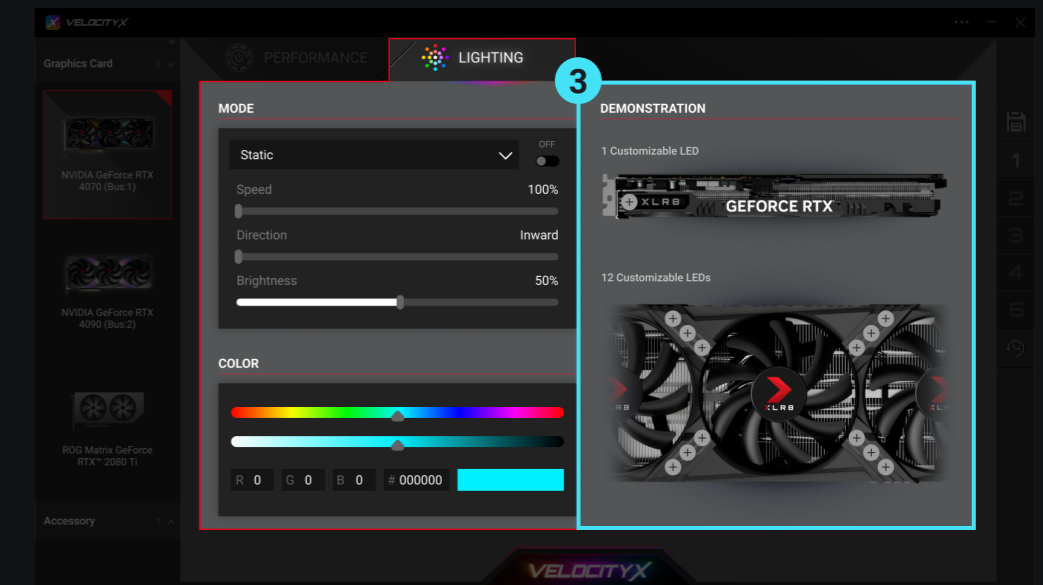 VELOCITYX
Graphics Card 3
PERFORMANCE
LIGHTING
3
MODE
DEMONSTRATION
Static
OFF
1 Customizable LED
NVIDIA GeForce RTX
4070 (Bus:1)
Speed 100%
XLR8 GEFORCE RTX
Direction Inward
Brightness 50%
12 Customizable LEDs
NVIDIA GeForce RTX
4090 (Bus:2)
COLOR
XLR8
LR8
XL
ROG Matrix GeForce
RTX™ 2080 Ti
R 0 G 0 B 0 # 000000
Accessory 1
1
2
3
4
5
VELOCITYX